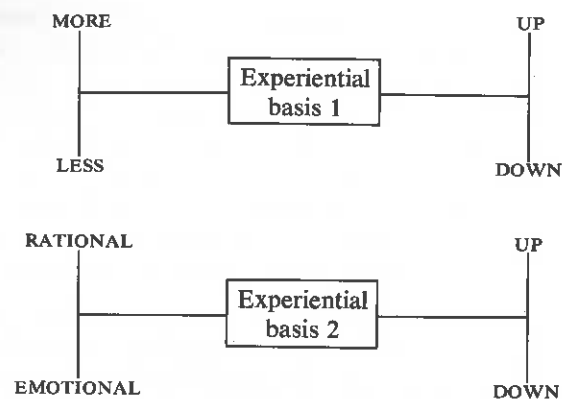 MORE
UP
Experiential
basis 1
LESS
DOWN
RATIONAL
UP
Experiential
basis 2
EMOTIONAL
DOWN